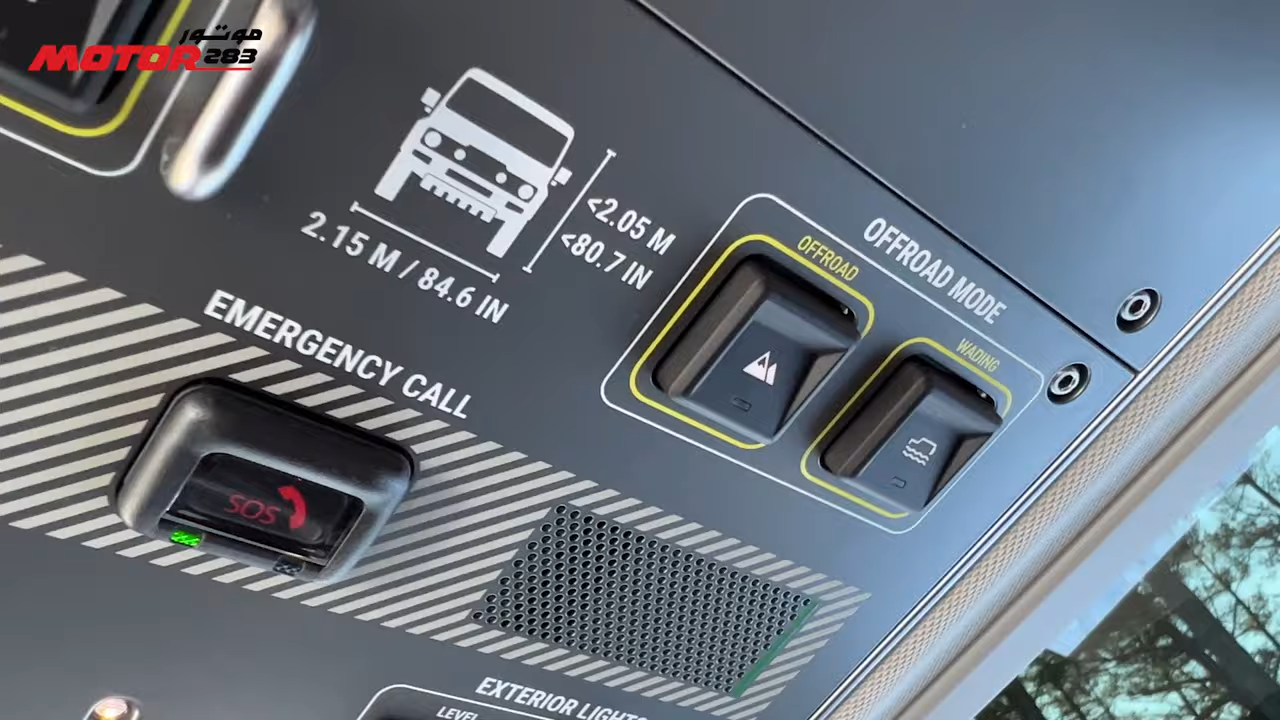 موتور
MOTOR283
<2.05 M
<80.7 IN
2.15 M / 84.6 IN
OFFROAD MODE
OFFROAD
WADING
EMERGENCY CALL
SOS
EXTERIOR LIGHTS
LEVEL